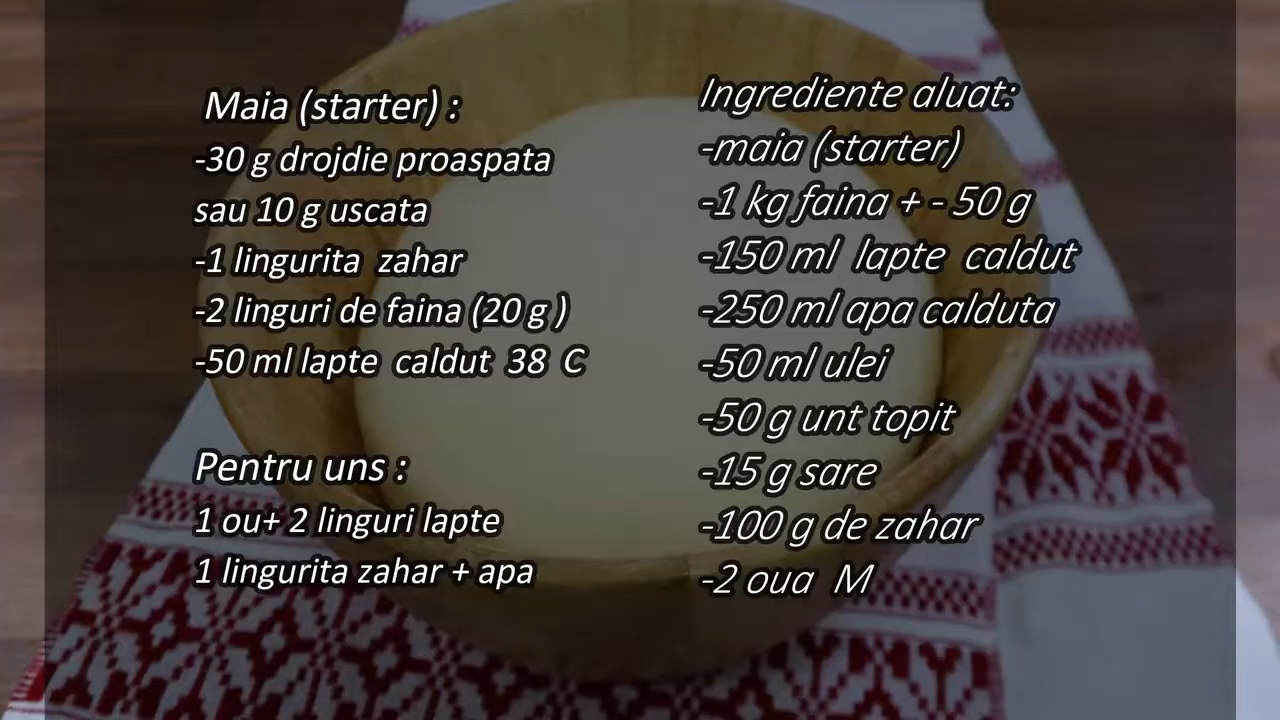 Maia (starter) :
-30 g drojdie proaspata
sau 10 g uscata
-1 lingurita zahar
-2 linguri de faina (20 g )
-50 ml lapte caldut 38 C
Pentru uns :
1 ou+ 2 linguri lapte
1 lingurita zahar + apa
Ingrediente aluat:
-maia (starter)
-1 kg faina + - 50 g
-150 ml lapte caldut
-250 ml apa calduta
-50 ml ulei
-50 g unt topit
-15 g sare
-100 g de zahar
-2 oua M